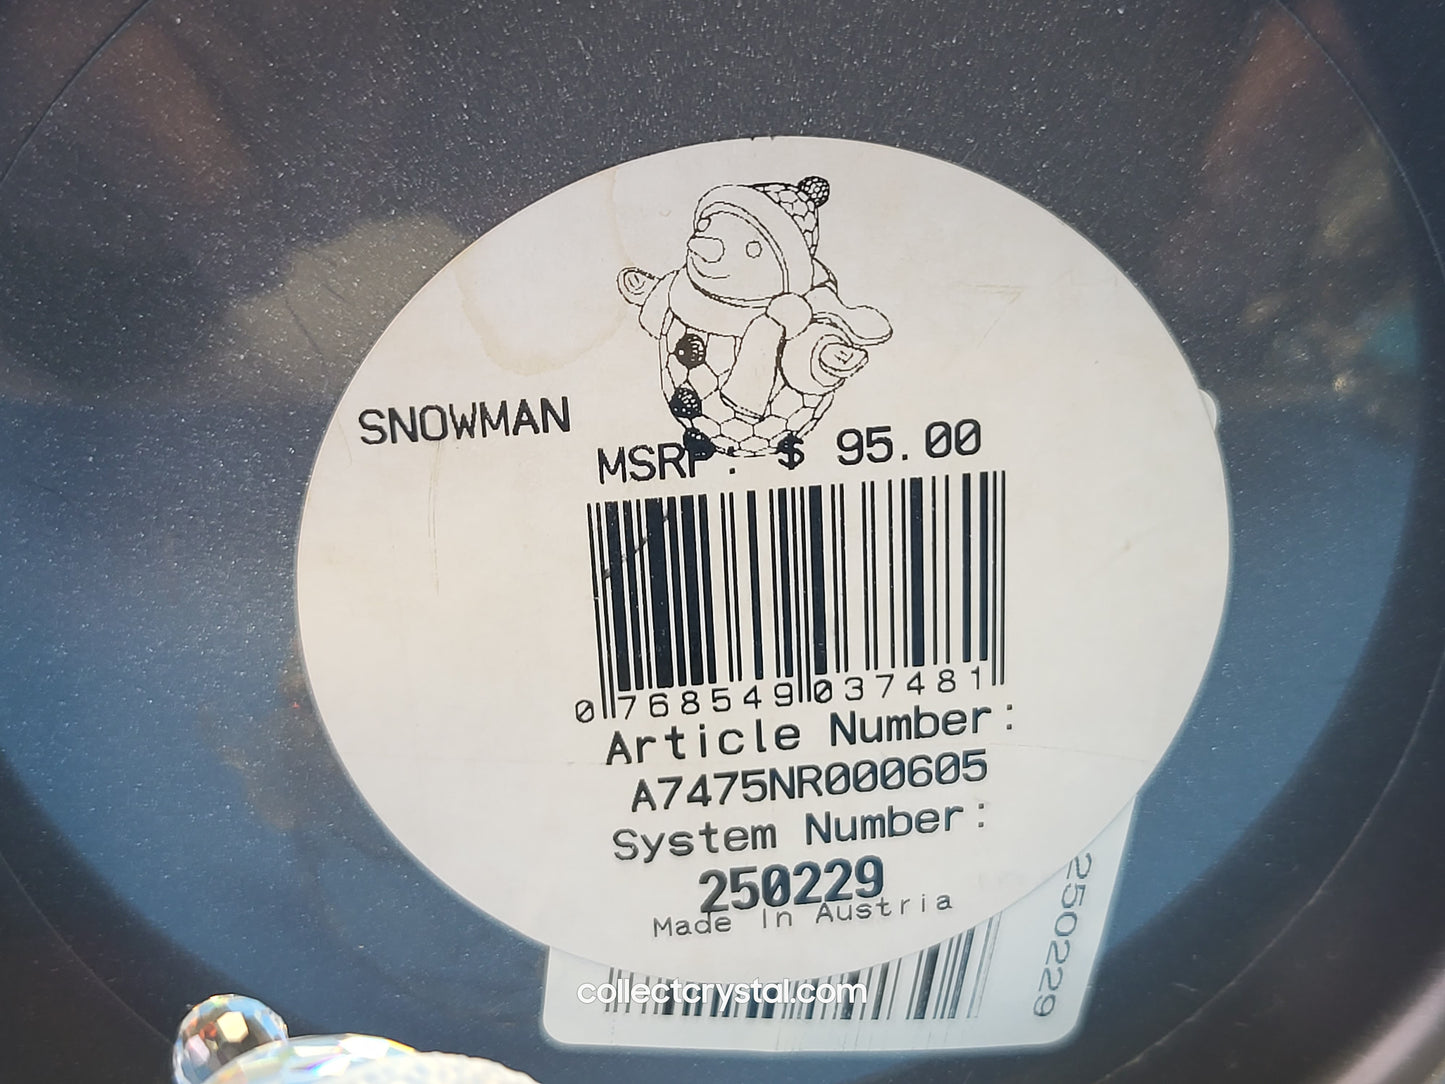 SNOWMAN
MSRP: $ 95.00
0 768549 037481
Article Number:
A7475NR000605
System Number:
250229
Made In Austria
250229
collectcrystal.com